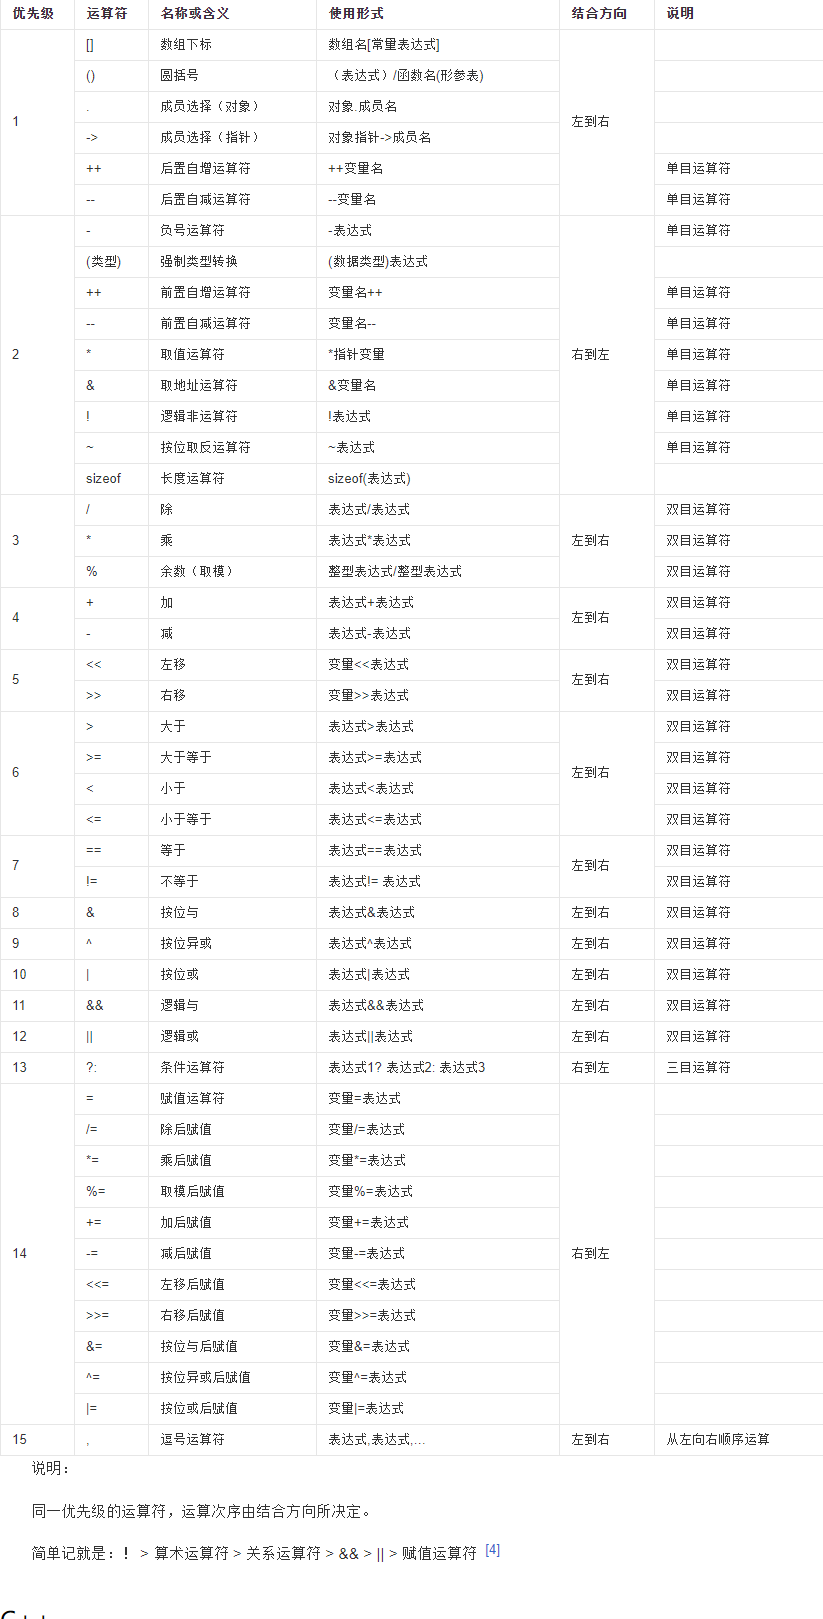 优先级 运算符 名称或含义 使用形式 结合方向 说明
1 [] 数组下标 数组名[常量表达式] 左到右
() 圆括号 （表达式）/函数名(形参表)
. 成员选择（对象） 对象.成员名
-> 成员选择（指针） 对象指针->成员名
++ 后置自增运算符 ++变量名 单目运算符
-- 后置自减运算符 --变量名 单目运算符
2 - 负号运算符 -表达式 右到左 单目运算符
(类型) 强制类型转换 (数据类型)表达式
++ 前置自增运算符 变量名++ 单目运算符
-- 前置自减运算符 变量名-- 单目运算符
* 取值运算符 *指针变量 单目运算符
& 取地址运算符 &变量名 单目运算符
! 逻辑非运算符 !表达式 单目运算符
~ 按位取反运算符 ~表达式 单目运算符
sizeof 长度运算符 sizeof(表达式)
3 / 除 表达式/表达式 左到右 双目运算符
* 乘 表达式*表达式 双目运算符
% 余数（取模） 整型表达式/整型表达式 双目运算符
4 + 加 表达式+表达式 左到右 双目运算符
- 减 表达式-表达式 双目运算符
5 << 左移 变量<<表达式 左到右 双目运算符
>> 右移 变量>>表达式 双目运算符
6 > 大于 表达式>表达式 左到右 双目运算符
>= 大于等于 表达式>=表达式 双目运算符
< 小于 表达式<表达式 双目运算符
<= 小于等于 表达式<=表达式 双目运算符
7 == 等于 表达式==表达式 左到右 双目运算符
!= 不等于 表达式!= 表达式 双目运算符
8 & 按位与 表达式&表达式 左到右 双目运算符
9 ^ 按位异或 表达式^表达式 左到右 双目运算符
10 | 按位或 表达式|表达式 左到右 双目运算符
11 && 逻辑与 表达式&&表达式 左到右 双目运算符
12 || 逻辑或 表达式||表达式 左到右 双目运算符
13 ?: 条件运算符 表达式1? 表达式2: 表达式3 右到左 三目运算符
14 = 赋值运算符 变量=表达式 右到左
/= 除后赋值 变量/=表达式
*= 乘后赋值 变量*=表达式
%= 取模后赋值 变量%=表达式
+= 加后赋值 变量+=表达式
-= 减后赋值 变量-=表达式
<<= 左移后赋值 变量<<=表达式
>>= 右移后赋值 变量>>=表达式
&= 按位与后赋值 变量&=表达式
^= 按位异或后赋值 变量^=表达式
|= 按位或后赋值 变量|=表达式
15 , 逗号运算符 表达式,表达式,... 左到右 从左向右顺序运算
说明：
同一优先级的运算符，运算次序由结合方向所决定。
简单记就是：！ > 算术运算符 > 关系运算符 > && > || > 赋值运算符 [4]